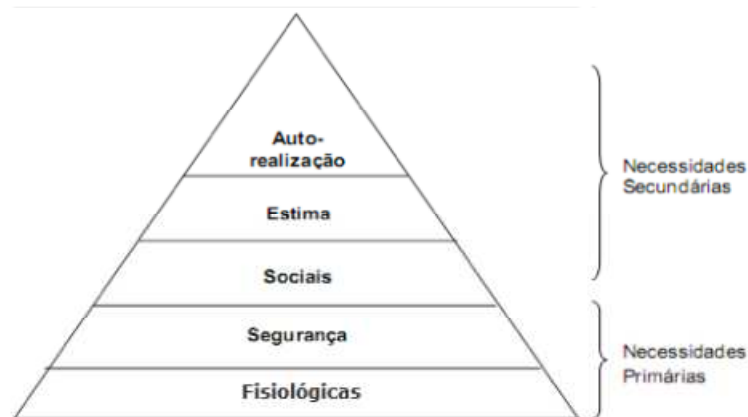 Auto-
realização
Estima
Sociais
Segurança
Fisiológicas
Necessidades
Secundárias
Necessidades
Primárias